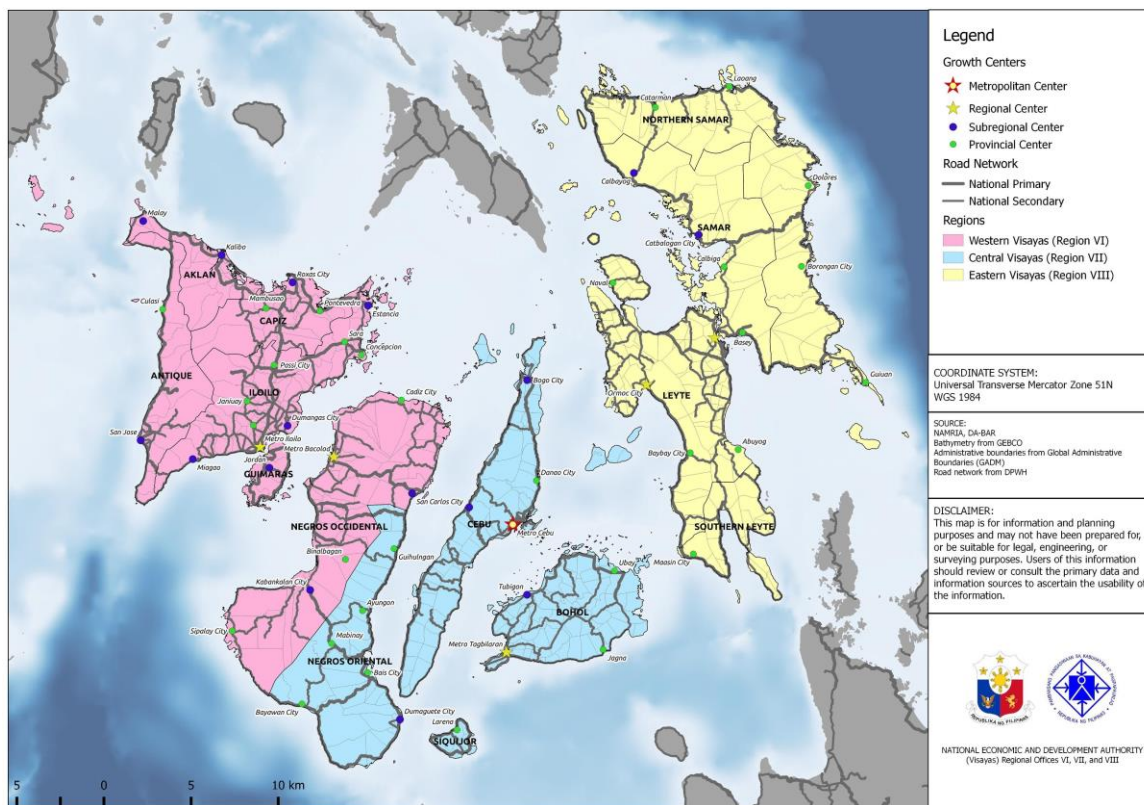 Laoang
Catarman
NORTHERN SAMAR
Calbayog
Dolores
Malay
SAMAR
Catbalogan City
Kalibo
Calbiga
Borongan City
AKLAN
Roxas City
Naval
Culasi
Mambusao
Pontevedra
Estancia
CAPIZ
Basey
Sara
Concepcion
Passi City
ANTIQUE
Bogo City
Guiuan
ILOILO
Ormoc City
LEYTE
Janiuay
Cadiz City
Dumangas City
San Jose
Metro Iloilo
Metro Bacolod
Abuyog
Baybay City
Jordan
Miagao
GUIMARAS
Danao City
San Carlos City
CEBU
Metro Cebu
NEGROS OCCIDENTAL
SOUTHERN LEYTE
Guihulngan
Binalbagan
Maasin City
Ubay
Kabankalan City
Tubigon
Ayungon
BOHOL
Sipalay City
Mabinay
Metro Tagbilaran
Jagna
NEGROS ORIENTAL
Bais City
Bayawan City
Dumaguete City
Larena
SIQUIJOR
5 0 5 10 km
Legend
Growth Centers
Metropolitan Center
Regional Center
Subregional Center
Provincial Center
Road Network
National Primary
National Secondary
Regions
Western Visayas (Region VI)
Central Visayas (Region VII)
Eastern Visayas (Region VIII)
COORDINATE SYSTEM:
Universal Transverse Mercator Zone 51N
WGS 1984
SOURCE:
NAMRIA, DA-BAR
Bathymetry from GEBCO
Administrative boundaries from Global Administrative
Boundaries (GADM)
Road network from DPWH
DISCLAIMER:
This map is for information and planning
purposes and may not have been prepared for,
or be suitable for legal, engineering, or
surveying purposes. Users of this information
should review or consult the primary data and
information sources to ascertain the usability of
the information.
REPUBLIKA NG PILIPINAS
REPUBLIKA NG PILIPINAS
NATIONAL ECONOMIC AND DEVELOPMENT AUTHORITY
(Visayas) Regional Offices VI, VII, and VIII